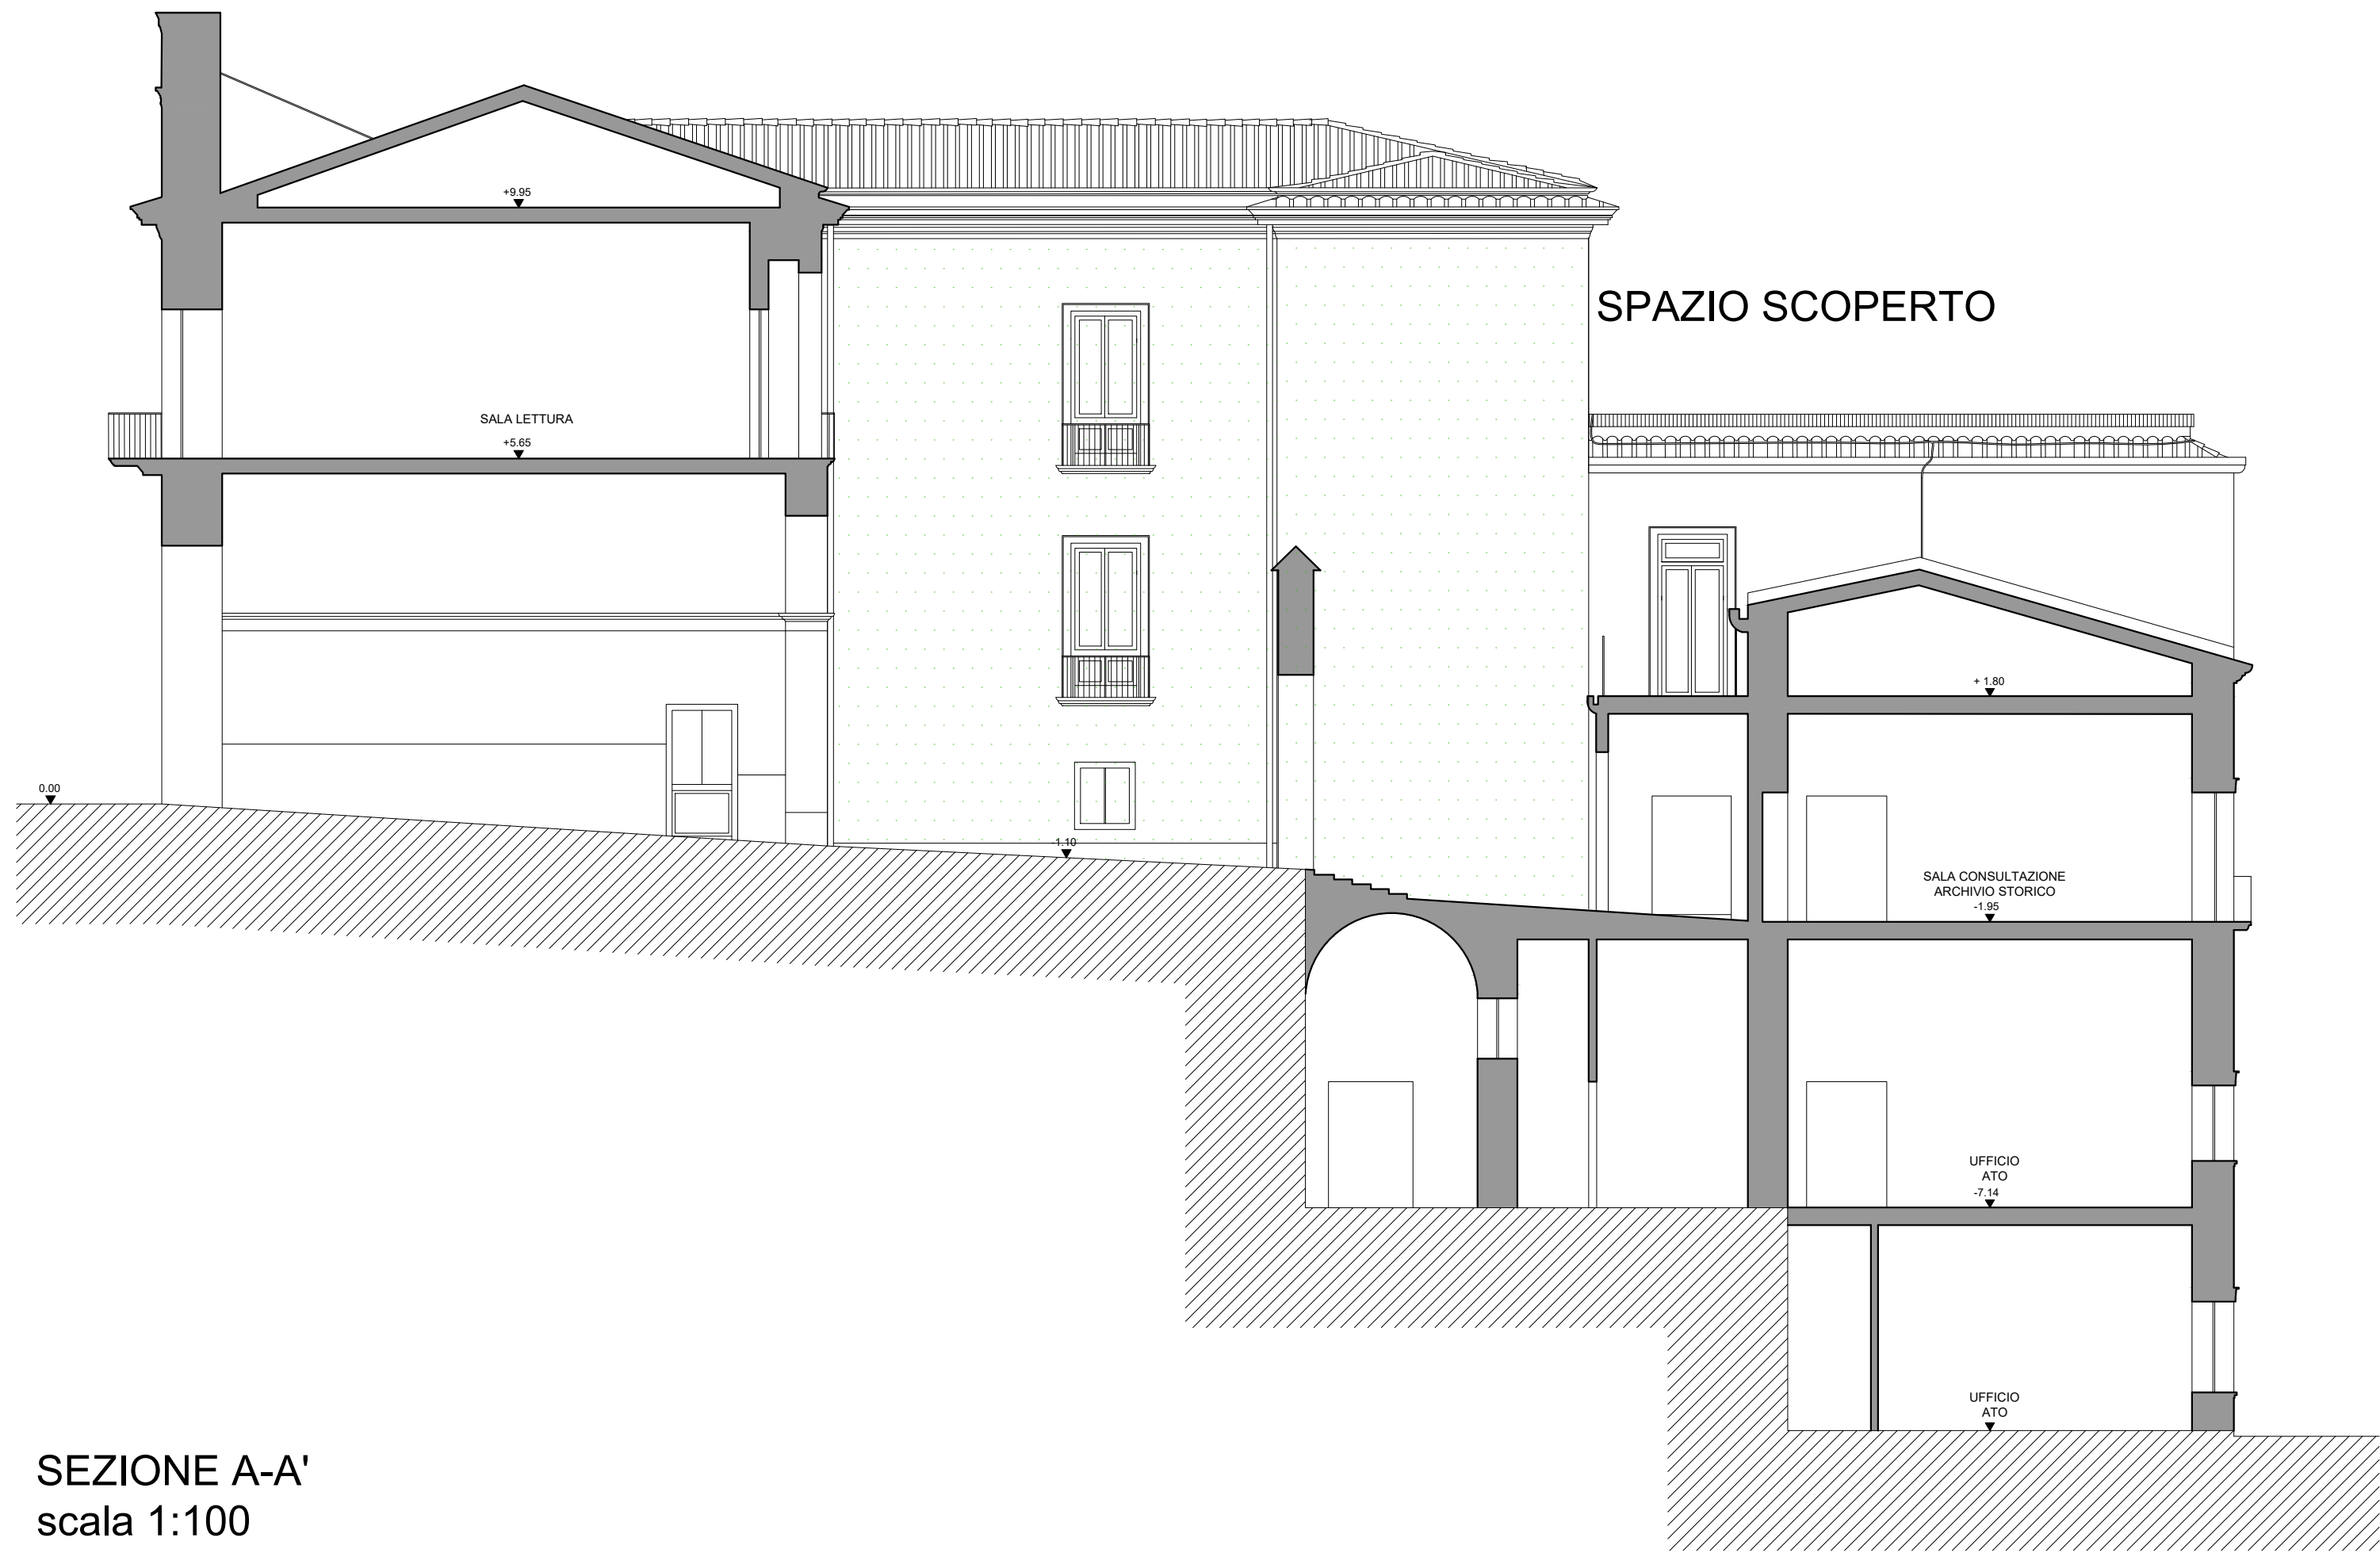 +9.95
SPAZIO SCOPERTO
SALA LETTURA
+5.65
+ 1.80
0.00
-1.10
SALA CONSULTAZIONE
ARCHIVIO STORICO
-1.95
UFFICIO
ATO
-7.14
UFFICIO
ATO
SEZIONE A-A'
scala 1:100